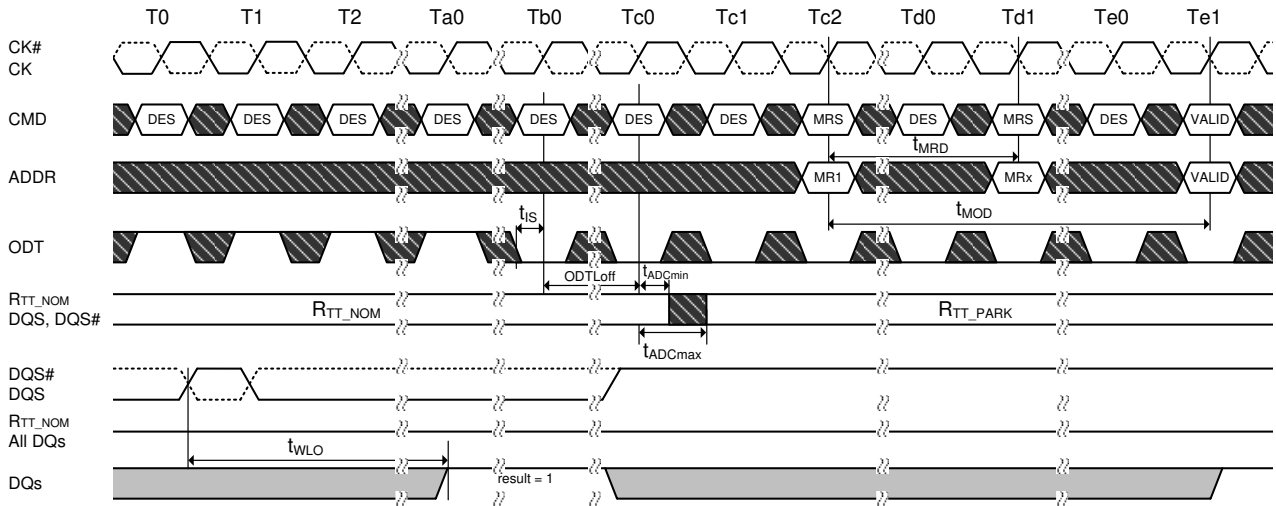 T0 T1 T2 Ta0 Tb0 Tc0 Tc1 Tc2 Td0 Td1 Te0 Te1
CK#
CK
CMD DES DES DES DES DES DES DES MRS DES MRS DES VALID
tMRD
ADDR MR1 MRx VALID
tIS tMOD
ODT
ODTLoff tADCmin
RTT_NOM
DQS, DQS# RTT_NOM RTT_PARK
tADCmax
DQS#
DQS
RTT_NOM
All DQs
tWLO
DQs result = 1